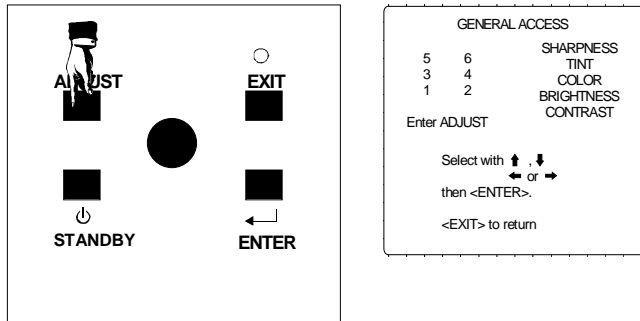 ADJUST EXIT
STANDBY ENTER
GENERAL ACCESS
5 6 SHARPNESS
3 4 TINT
1 2 COLOR
BRIGHTNESS
CONTRAST
Enter ADJUST
Select with ⬆ , ⬇
⬅ or ➡
then <ENTER>.
<EXIT> to return